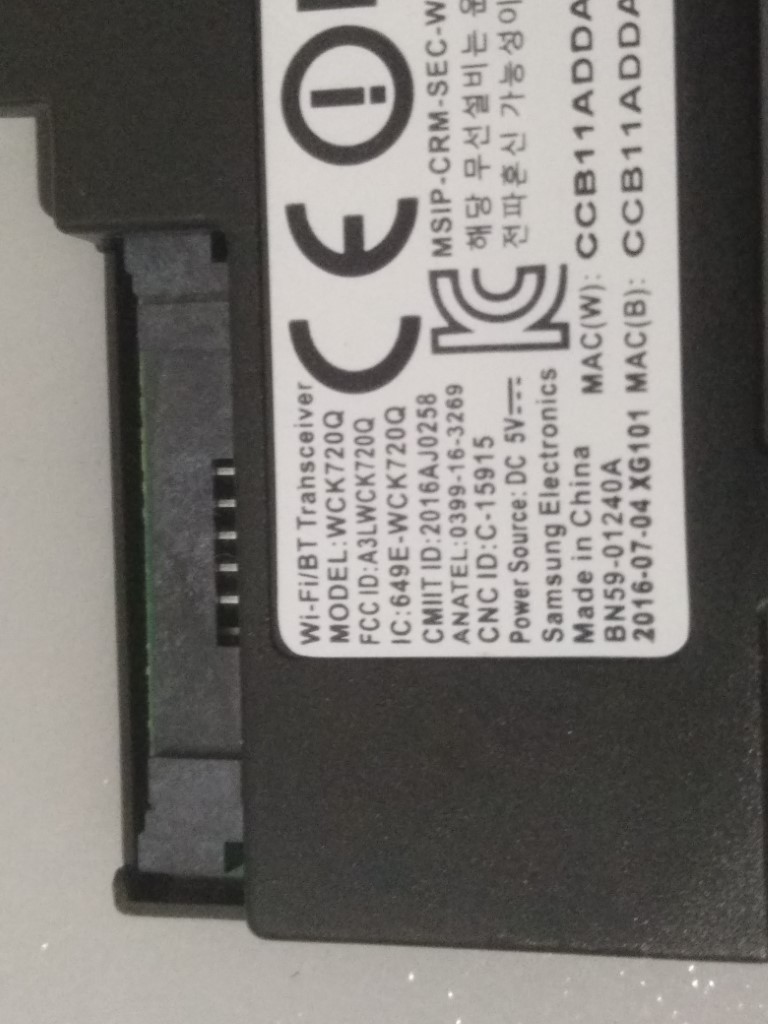 Wi-Fi/BT Transceiver
MODEL:WCK720Q
FCC ID:A3LWCK720Q
IC:649E-WCK720Q
CMIIT ID:2016AJ0258
ANATEL:0399-16-3269
CNC ID:C-15915
Power Source: DC 5V
Samsung Electronics
Made in China
BN59-01240A
2016-07-04 XG101
CE
MSIP-CRM-SEC-W
해당 무선설비는
전파혼신 가능성이
MAC(W): CCB11ADDA
MAC(B): CCB11ADDA